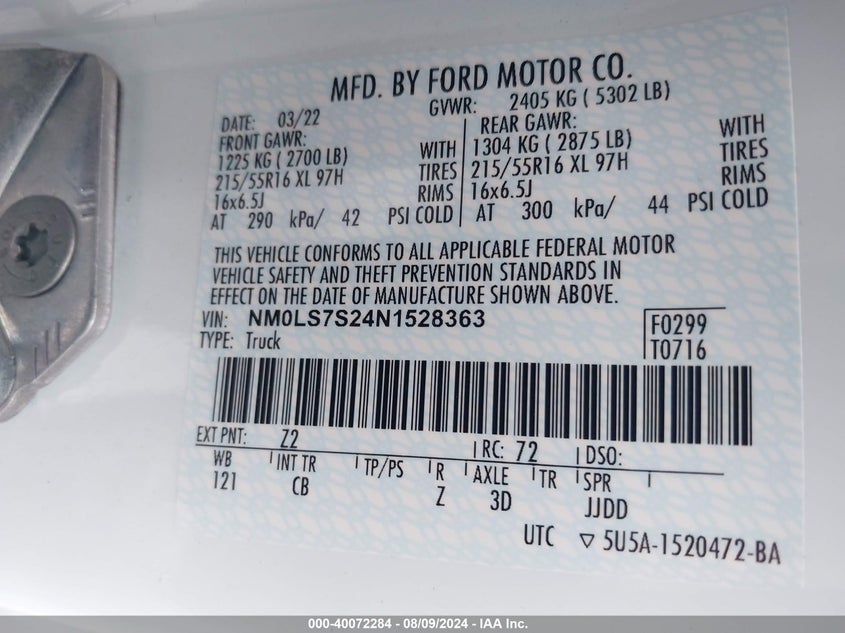 MFD. BY FORD MOTOR CO.
DATE: 03/22 GVWR: 2405 KG ( 5302 LB)
FRONT GAWR: REAR GAWR:
1225 KG ( 2700 LB) WITH 1304 KG ( 2875 LB) WITH
215/55R16 XL 97H TIRES 215/55R16 XL 97H TIRES
16x6.5J RIMS 16x6.5J RIMS
AT 290 kPa/ 42 PSI COLD AT 300 kPa/ 44 PSI COLD
THIS VEHICLE CONFORMS TO ALL APPLICABLE FEDERAL MOTOR
VEHICLE SAFETY AND THEFT PREVENTION STANDARDS IN
EFFECT ON THE DATE OF MANUFACTURE SHOWN ABOVE.
VIN: NM0LS7S24N1528363 F0299
TYPE: Truck T0716
EXT PNT: Z2 RC: 72 DSO:
WB INT TR TP/PS R AXLE TR SPR
121 CB Z 3D JJDD
UTC ▽ 5U5A-1520472-BA
000-40072284 - 08/09/2024 - IAA Inc.